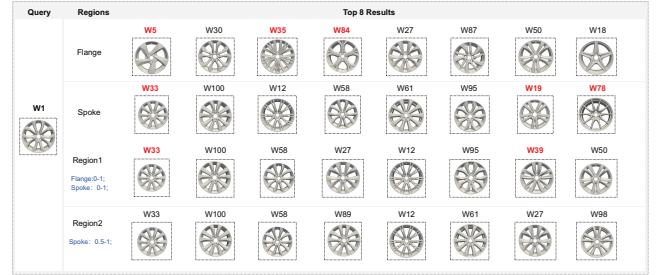 Query Regions Top 8 Results
W5 W30 W35 W84 W27 W87 W50 W18
Flange
W33 W100 W12 W58 W61 W95 W19 W78
W1
Spoke
W33 W100 W58 W27 W12 W95 W39 W50
Region1
Flange:0-1;
Spoke: 0-1;
W33 W100 W58 W89 W12 W61 W27 W98
Region2
Spoke: 0.5-1;